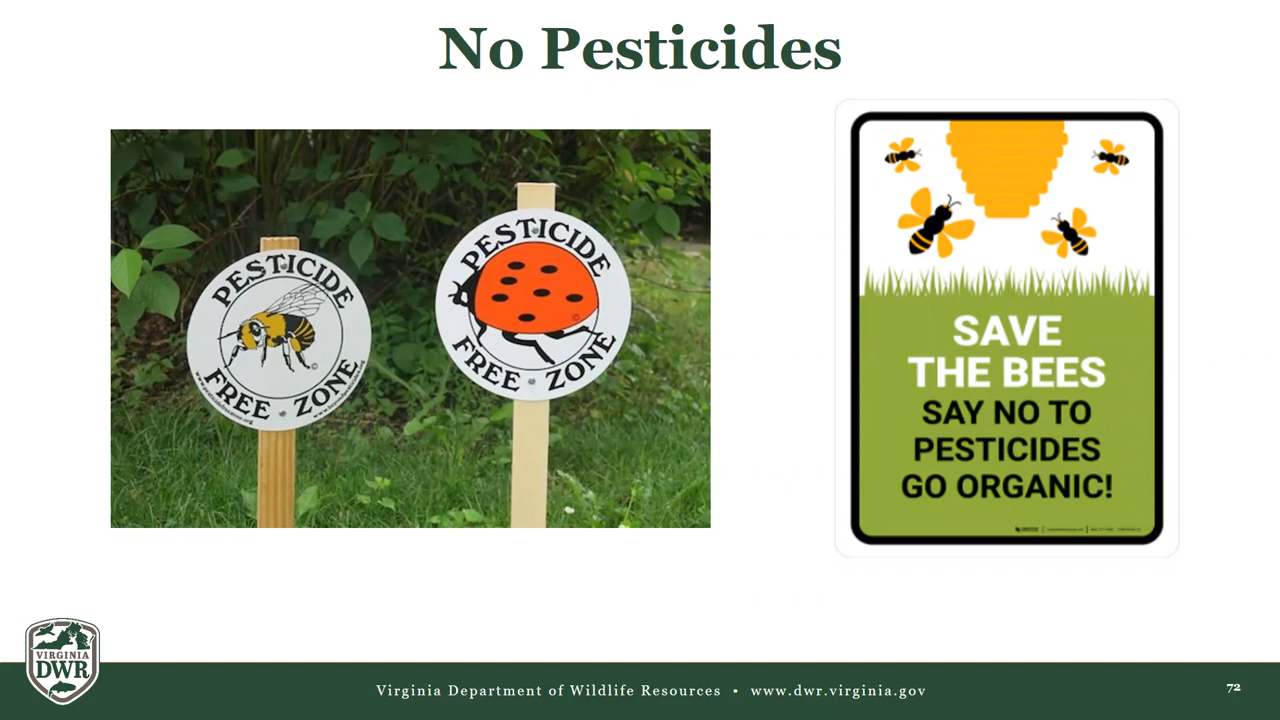 No Pesticides
PESTICIDE
FREE ZONE
PESTICIDE
FREE ZONE
SAVE
THE BEES
SAY NO TO
PESTICIDES
GO ORGANIC!
VIRGINIA
DWR
Virginia Department of Wildlife Resources • www.dwr.virginia.gov
72